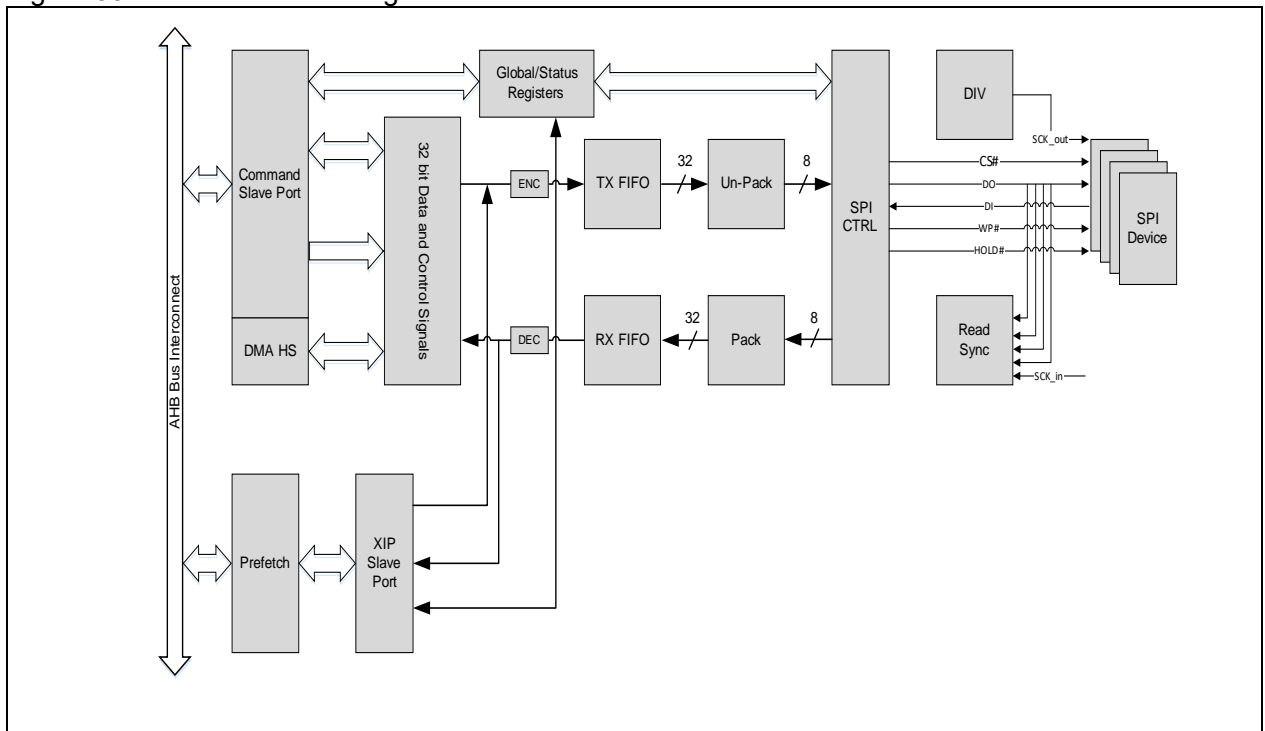 Global/Status
Registers
DIV
SCK_out
Command
Slave Port
32 bit Data and Control Signals
ENC
TX FIFO
32
Un-Pack
8
SPI
CTRL
CS#
DO
DI
WP#
HOLD#
SPI
Device
AHB Bus Interconnect
DMA HS
DEC
RX FIFO
32
Pack
8
Read
Sync
SCK_in
Prefetch
XIP
Slave
Port